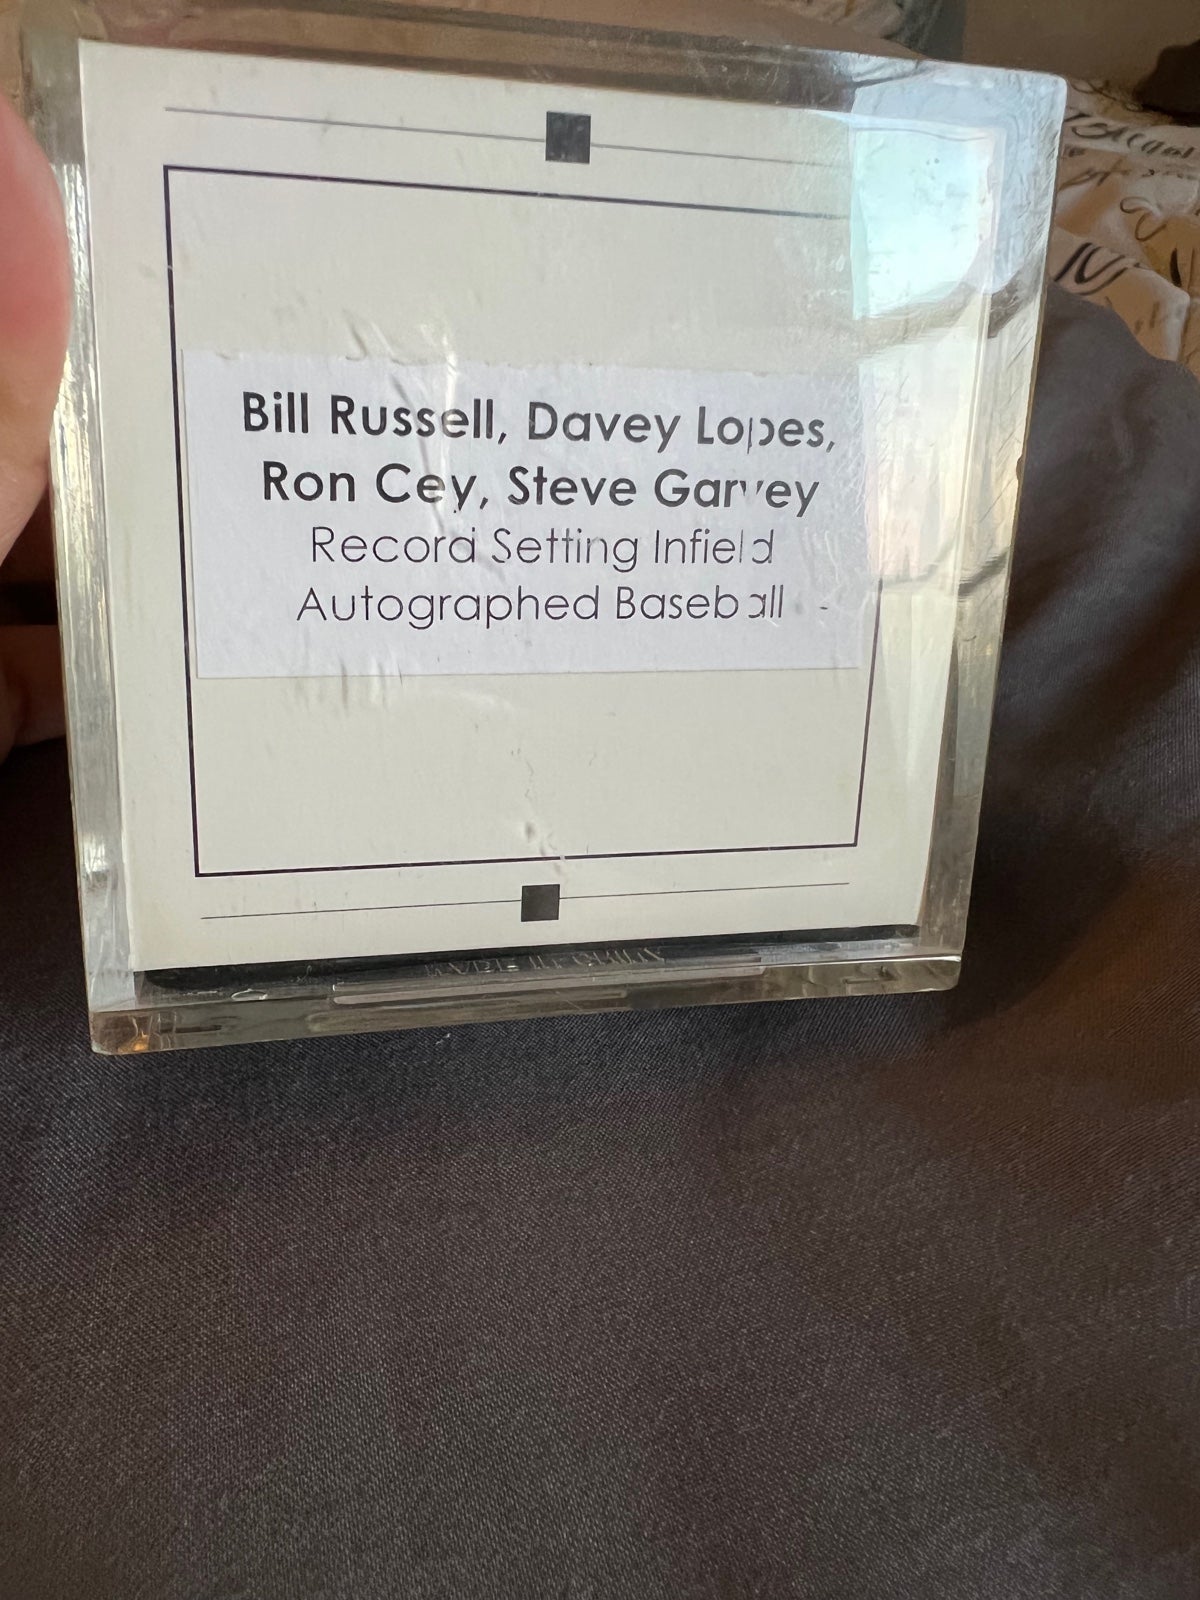 Bill Russell, Davey Lopes,
Ron Cey, Steve Garvey
Record Setting Infield
Autographed Baseball -